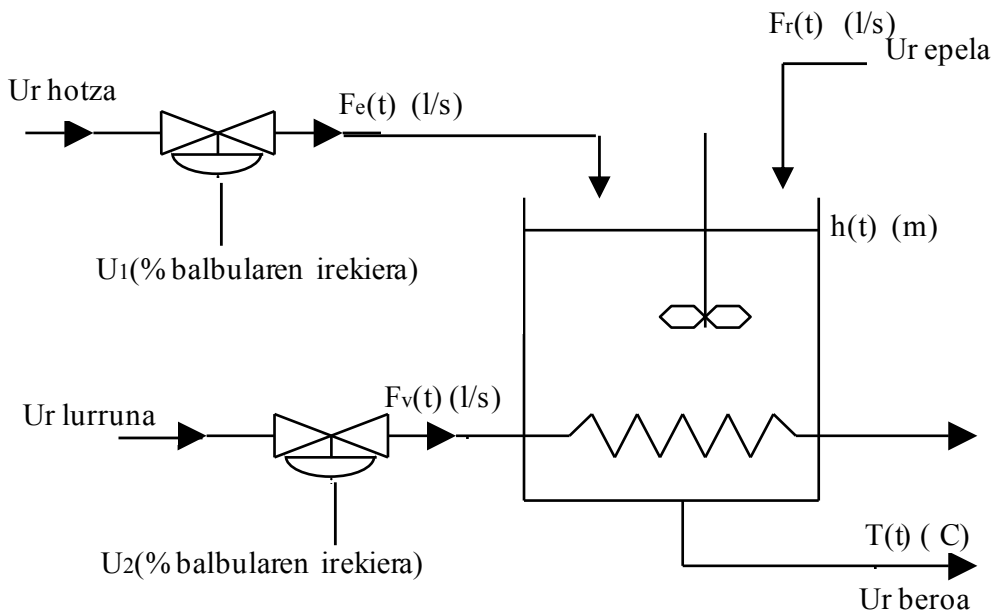 Fr(t) (l/s)
Ur epela
Ur hotza
Fe(t) (l/s)
h(t) (m)
U1(% balbularen irekiera)
Fv(t) (l/s)
Ur lurruna
T(t) ( C)
U2(% balbularen irekiera)
Ur beroa